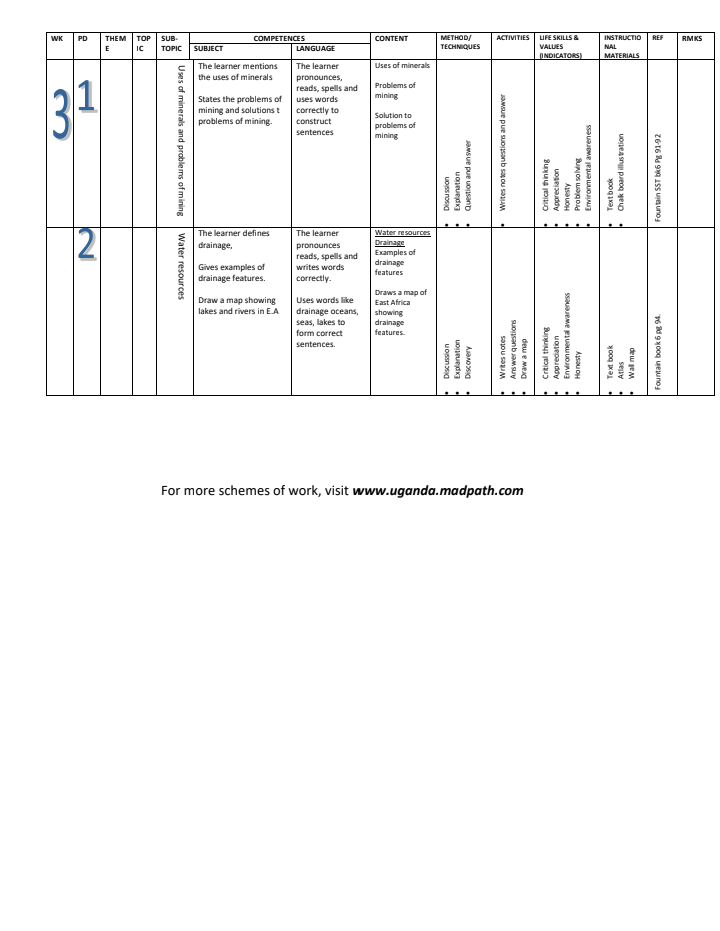 WK
PD
THEM
E
TOP
IC
SUB-
TOPIC
COMPETENCES
SUBJECT
LANGUAGE
CONTENT
METHOD/
TECHNIQUES
ACTIVITIES
LIFE SKILLS &
VALUES
(INDICATORS)
INSTRUCTIO
NAL
MATERIALS
REF
RMKS
3
1
Uses of minerals and problems of mining
The learner mentions
the uses of minerals
States the problems of
mining and solutions t
problems of mining.
The learner
pronounces,
reads, spells and
uses words
correctly to
construct
sentences
Uses of minerals
Problems of
mining
Solution to
problems of
mining
• Discussion
• Explanation
• Question and answer
• Writes notes questions and answer
• Critical thinking
• Appreciation
• Honesty
• Problem solving
• Environmental awareness
• Text book
• Chalk board illustration
Fountain SST bk6 Pg 91-92
2
Water resources
The learner defines
drainage,
Gives examples of
drainage features.
Draw a map showing
lakes and rivers in E.A
The learner
pronounces
reads, spells and
writes words
correctly.
Uses words like
drainage oceans,
seas, lakes to
form correct
sentences.
Water resources
Drainage
Examples of
drainage
features
Draws a map of
East Africa
showing
drainage
features.
• Discussion
• Explanation
• Discovery
• Writes notes
• Answer questions
• Draw a map
• Critical thinking
• Appreciation
• Environmental awareness
• Honesty
• Text book
• Atlas
• Wall map
Fountain book 6 pg 94.
For more schemes of work, visit www.uganda.madpath.com